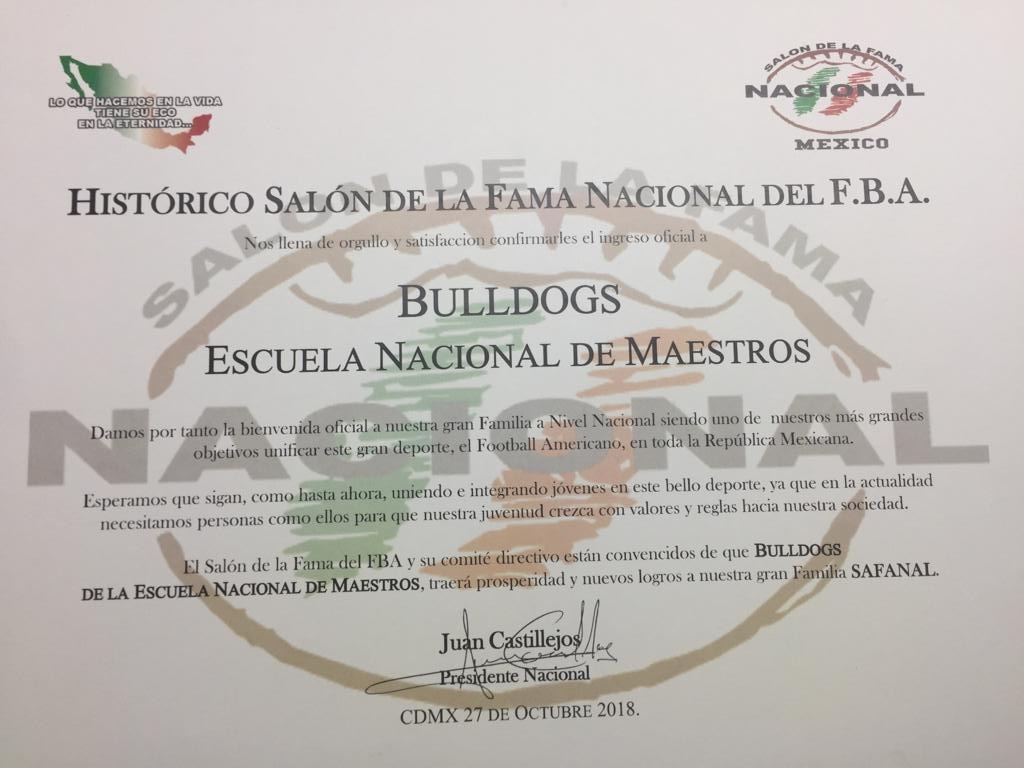 LO QUE HACEMOS EN LA VIDA
TIENE SU ECO
EN LA ETERNIDAD...
SALON DE LA FAMA
NACIONAL
MEXICO
HISTÓRICO SALÓN DE LA FAMA NACIONAL DEL F.B.A.
Nos llena de orgullo y satisfaccion confirmarles el ingreso oficial a
BULLDOGS
ESCUELA NACIONAL DE MAESTROS
Damos por tanto la bienvenida oficial a nuestra gran Familia a Nivel Nacional siendo uno de nuestros más grandes
objetivos unificar este gran deporte, el Football Americano, en toda la República Mexicana.
Esperamos que sigan, como hasta ahora, uniendo e integrando jóvenes en este bello deporte, ya que en la actualidad
necesitamos personas como ellos para que nuestra juventud crezca con valores y reglas hacia nuestra sociedad.
El Salón de la Fama del FBA y su comité directivo están convencidos de que BULLDOGS
DE LA ESCUELA NACIONAL DE MAESTROS, traerá prosperidad y nuevos logros a nuestra gran Familia SAFANAL.
Juan Castillejos
Presidente Nacional
CDMX 27 DE OCTUBRE 2018.
SALON DE LA FAMA
NACIONAL